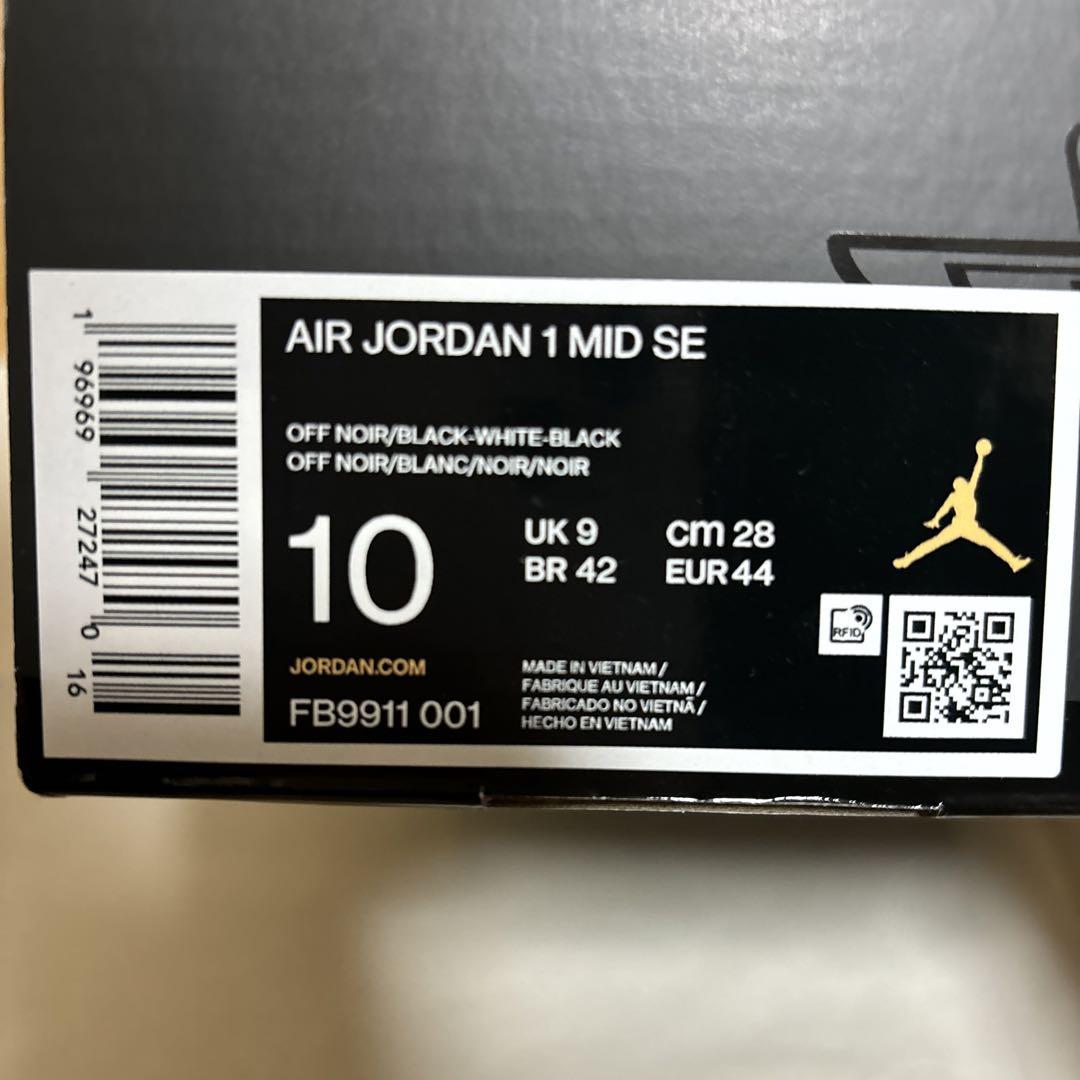 AIR JORDAN 1 MID SE
OFF NOIR/BLACK-WHITE-BLACK
OFF NOIR/BLANC/NOIR/NOIR
10
UK 9
cm 28
BR 42
EUR 44
RFID
JORDAN.COM
FB9911 001
MADE IN VIETNAM /
FABRIQUE AU VIETNAM /
FABRICADO NO VIETNÃ /
HECHO EN VIETNAM
1 96969 27247 0 16